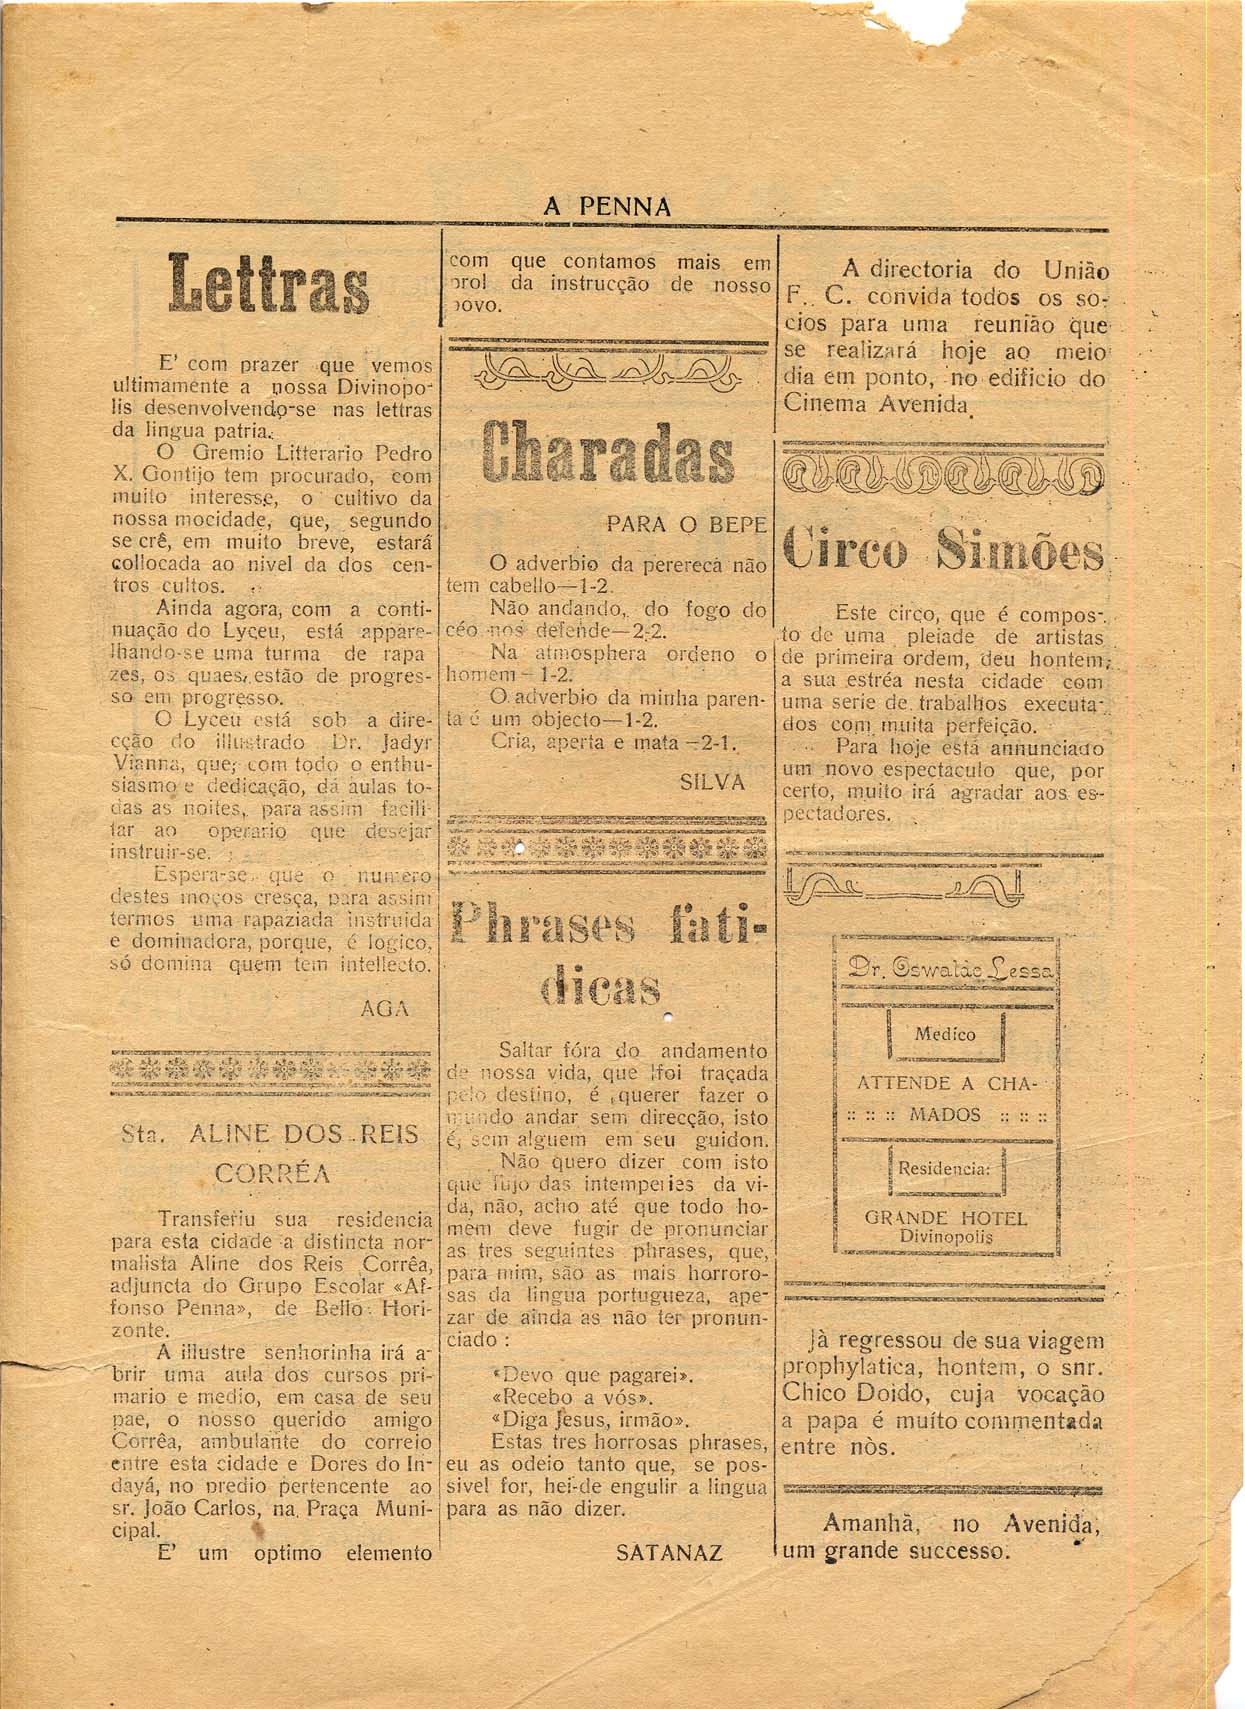 A PENNA
Lettras
E' com prazer que vemos
ultimamente a nossa Divinopo-
lis desenvolvendo-se nas lettras
da lingua patria.
O Gremio Litterario Pedro
X. Gontijo tem procurado, com
muito interesse, o cultivo da
nossa mocidade, que, segundo
se crê, em muito breve, estará
collocada ao nivel da dos cen-
tros cultos.
Ainda agora, com a conti-
nuação do Lyceu, está appare-
lhando-se uma turma de rapa
zes, os quaes, estão de progres-
so em progresso.
O Lyceu está sob a dire-
cção do illustrado Dr. Jadyr
Vianna, que, com todo o enthu-
siasmo e dedicação, dá aulas to-
das as noites, para assim facili-
tar ao operario que desejar
instruir-se.
Espera-se que o numero
destes moços cresça, para assim
termos uma rapaziada instruida
e dominadora, porque, é logico,
só domina quem tem intellecto.
AGA
Sta. ALINE DOS REIS
CORRÉA
Transferiu sua residencia
para esta cidade a distincta nor-
malista Aline dos Reis Corrêa,
adjuncta do Grupo Escolar «Af-
fonso Penna», de Bello Hori-
zonte.
A illustre senhorinha irá a-
brir uma aula dos cursos pri-
mario e medio, em casa de seu
pae, o nosso querido amigo
Corrêa, ambulante do correio
entre esta cidade e Dores do In-
dayá, no predio pertencente ao
sr. João Carlos, na Praça Muni-
cipal.
E' um optimo elemento
com que contamos mais em
prol da instrucção de nosso
povo.
Charadas
PARA O BEPE
O adverbio da perereca não
tem cabello—1-2.
Não andando, do fogo do
céo nos defende—2-2.
Na atmosphera ordeno o
homem—1-2.
O adverbio da minha paren-
ta é um objecto—1-2.
Cria, aperta e mata—2-1.
SILVA
Phrases fati-
dicas
Saltar fóra do andamento
de nossa vida, que foi traçada
pelo destino, é querer fazer o
mundo andar sem direcção, isto
é, sem alguem em seu guidon.
Não quero dizer com isto
que fujo das intemperies da vi-
da, não, acho até que todo ho-
mem deve fugir de pronunciar
as tres seguintes phrases, que,
para mim, são as mais horroro-
sas da lingua portugueza, ape-
zar de ainda as não ter pronun-
ciado :
«Devo que pagarei».
«Recebo a vós».
«Diga Jesus, irmão».
Estas tres horrosas phrases,
eu as odeio tanto que, se pos-
sivel for, hei-de engulir a lingua
para as não dizer.
SATANAZ
A directoria do União
F. C. convida todos os so-
cios para uma reunião que
se realizará hoje ao meio
dia em ponto, no edificio do
Cinema Avenida.
Circo Simões
Este circo, que é compos-
to de uma pleiade de artistas
de primeira ordem, deu hontem,
a sua estréa nesta cidade com
uma serie de trabalhos executa-
dos com muita perfeição.
Para hoje está annunciado
um novo espectaculo que, por
certo, muito irá agradar aos es-
pectadores.
Dr. Oswaldo Lessa
Medico
ATTENDE A CHA-
:: :: :: MADOS :: :: ::
Residencia:
GRANDE HOTEL
Divinopolis
Jà regressou de sua viagem
prophylatica, hontem, o snr.
Chico Doido, cuja vocação
a papa é muito commentada
entre nòs.
Amanhã, no Avenida,
um grande successo.